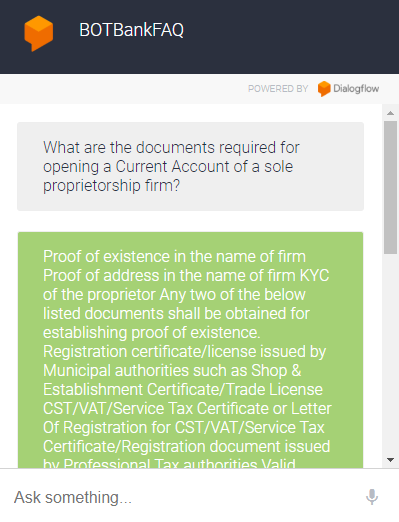 BOTBankFAQ
POWERED BY Dialogflow
What are the documents required for
opening a Current Account of a sole
proprietorship firm?
Proof of existence in the name of firm
Proof of address in the name of firm KYC
of the proprietor Any two of the below
listed documents shall be obtained for
establishing proof of existence.
Registration certificate/license issued by
Municipal authorities such as Shop &
Establishment Certificate/Trade License
CST/VAT/Service Tax Certificate or Letter
Of Registration for CST/VAT/Service Tax
Certificate/Registration document issued
by Professional Tax authorities Valid
Ask something...